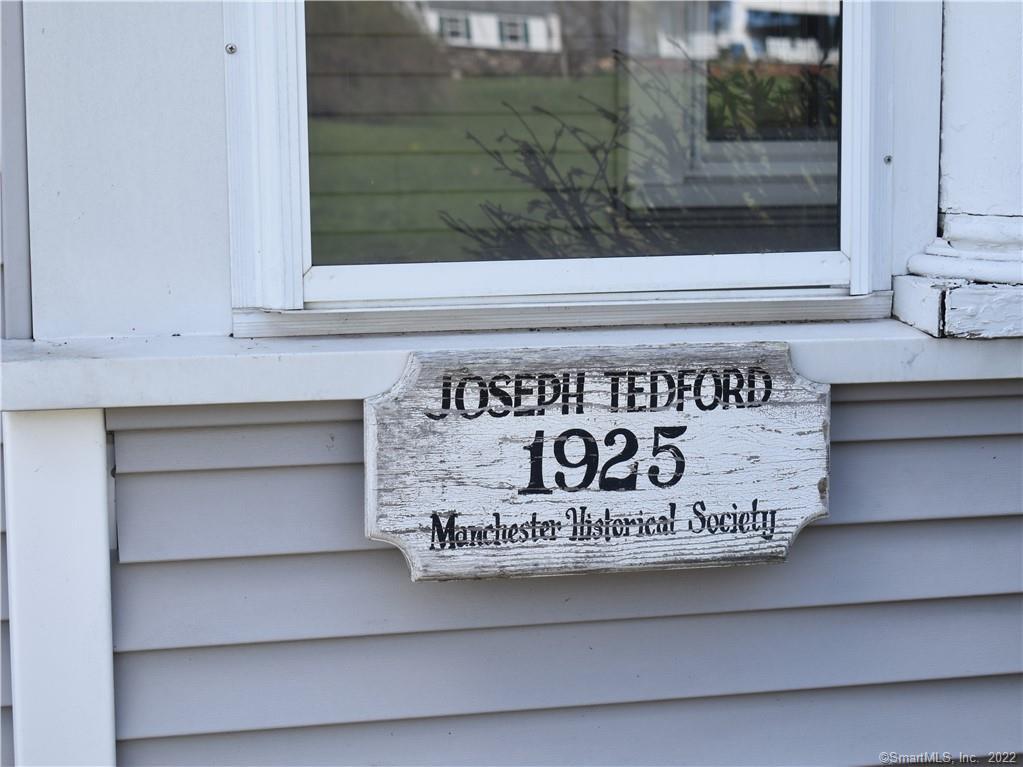 JOSEPH TEDFORD
1925
Manchester Historical Society
©SmartMLS, Inc. 2022